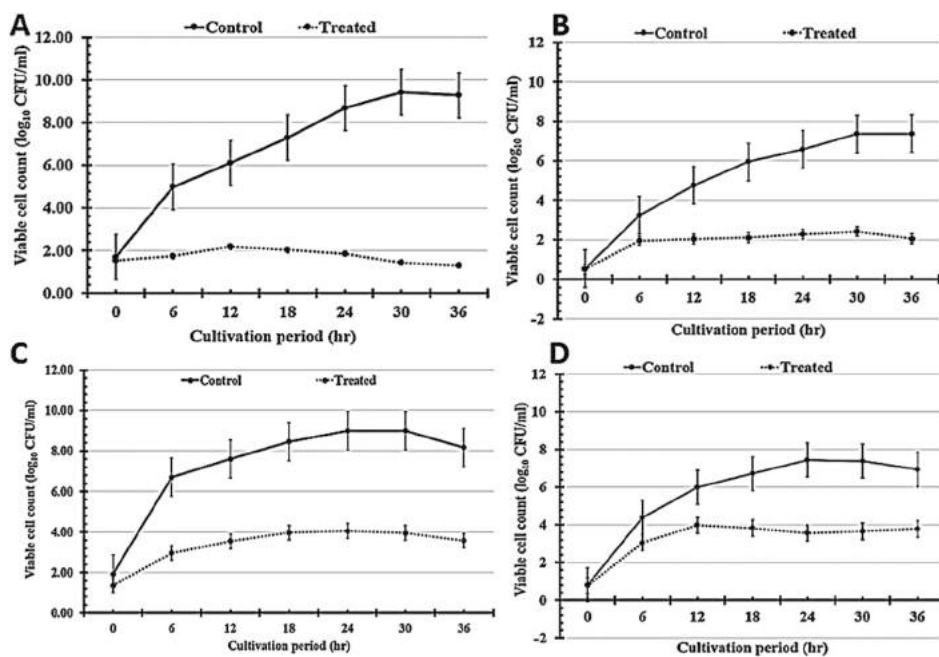 A
Control
Treated
12.00
10.00
8.00
6.00
4.00
2.00
0.00
Viable cell count (log₁₀ CFU/ml)
0 6 12 18 24 30 36
Cultivation period (hr)
B
Control
Treated
12
10
8
6
4
2
0
-2
Viable cell count (log₁₀ CFU/ml)
0 6 12 18 24 30 36
Cultivation period (hr)
C
Control
Treated
12.00
10.00
8.00
6.00
4.00
2.00
0.00
Viable cell count (log₁₀ CFU/ml)
0 6 12 18 24 30 36
Cultivation period (hr)
D
Control
Treated
12
10
8
6
4
2
0
-2
Viable cell count (log₁₀ CFU/ml)
0 6 12 18 24 30 36
Cultivation period (hr)